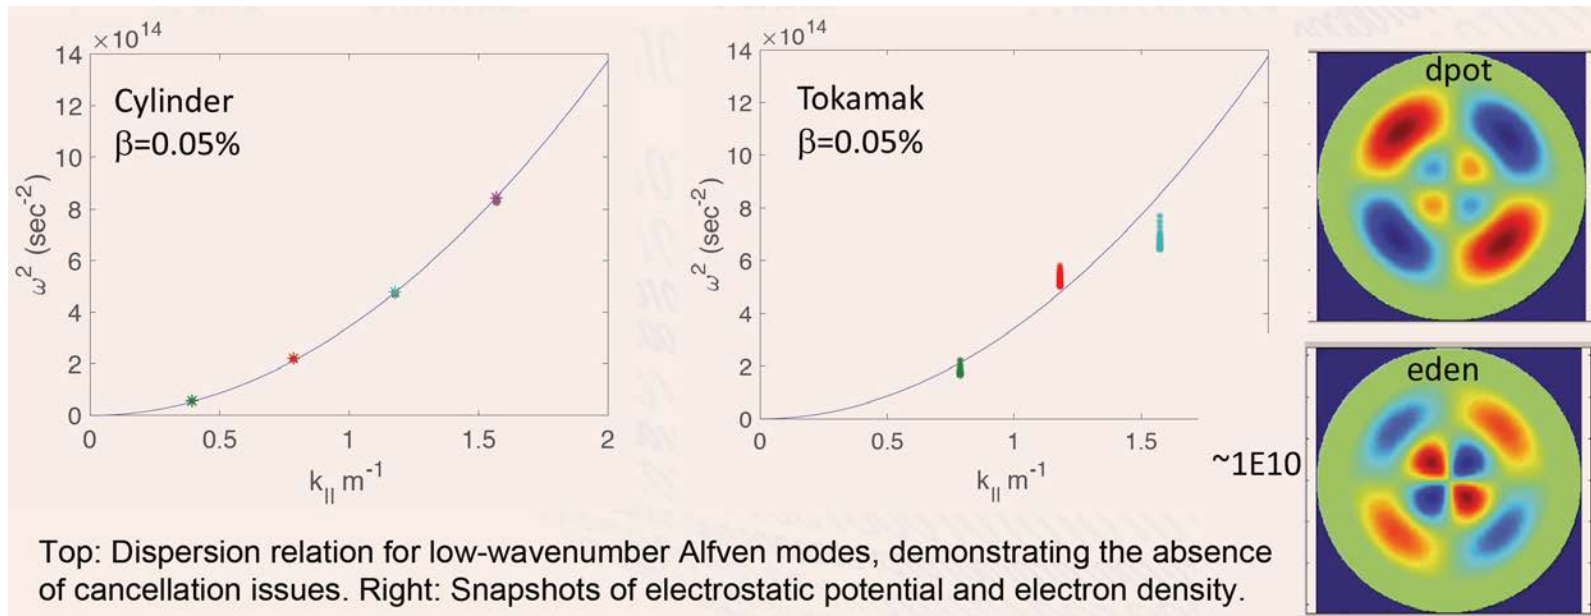 ×10^14
14
12
10
8
6
4
2
0
ω^2 (sec^-2)
Cylinder
β=0.05%
0 0.5 1 1.5 2
k_|| m^-1
×10^14
14
12
10
8
6
4
2
0
ω^2 (sec^-2)
Tokamak
β=0.05%
0 0.5 1 1.5
k_|| m^-1
dpot
eden
~1E10
Top: Dispersion relation for low-wavenumber Alfven modes, demonstrating the absence
of cancellation issues. Right: Snapshots of electrostatic potential and electron density.